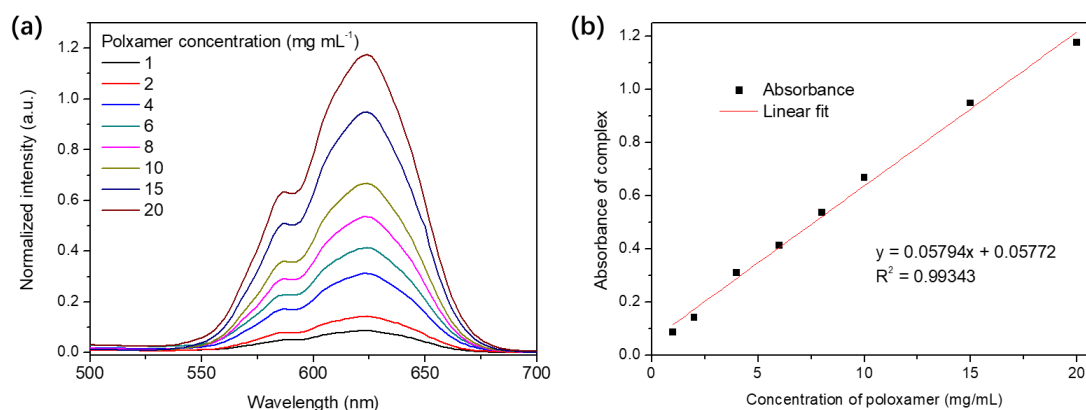 (a)
Polxamer concentration (mg mL⁻¹)
1
2
4
6
8
10
15
20
Normalized intensity (a.u.)
1.2
1.0
0.8
0.6
0.4
0.2
0.0
500
550
600
650
700
Wavelength (nm)
(b)
Absorbance
Linear fit
y = 0.05794x + 0.05772
R² = 0.99343
Absorbance of complex
1.2
1.0
0.8
0.6
0.4
0.2
0.0
0
5
10
15
20
Concentration of poloxamer (mg/mL)